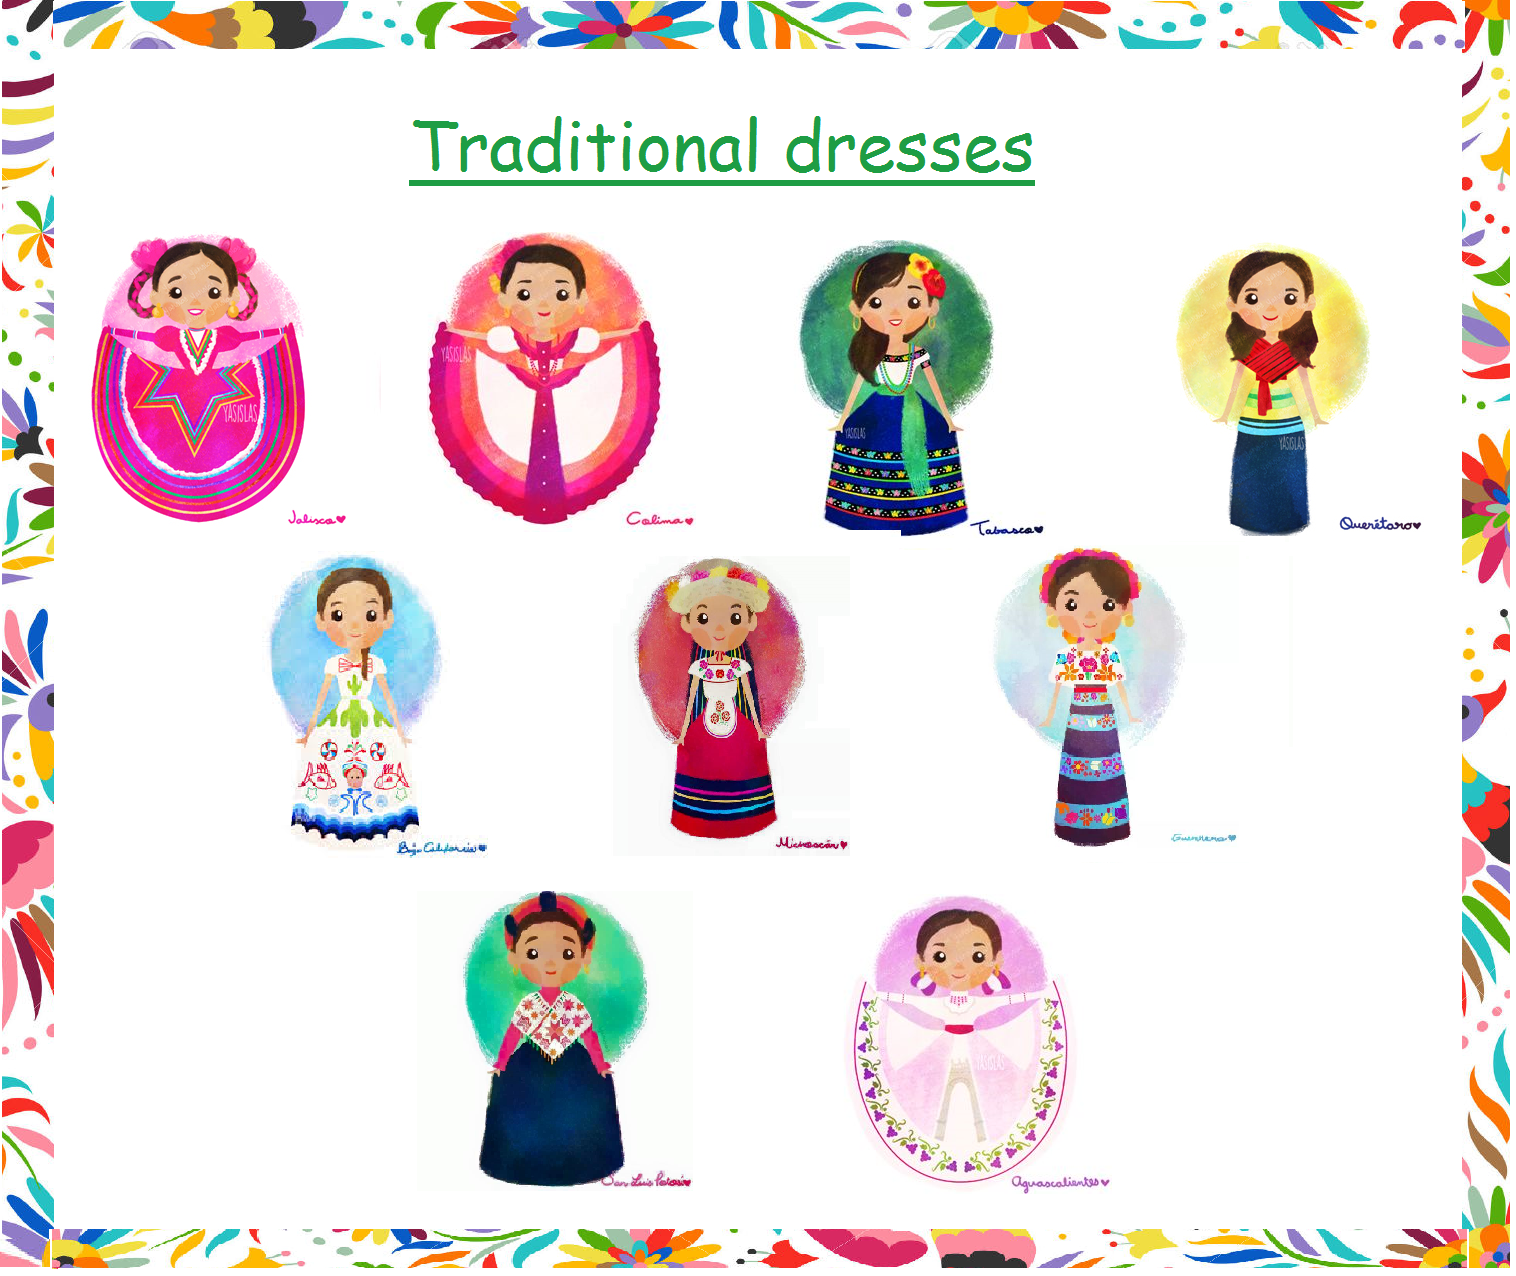 Traditional dresses
YASISLAS
Jalisco
YASISLAS
Colima
YASISLAS
Tabasco
YASISLAS
Querétaro
Baja California
Michoacán
Guerrero
San Luis Potosí
YASISLAS
Aguascalientes